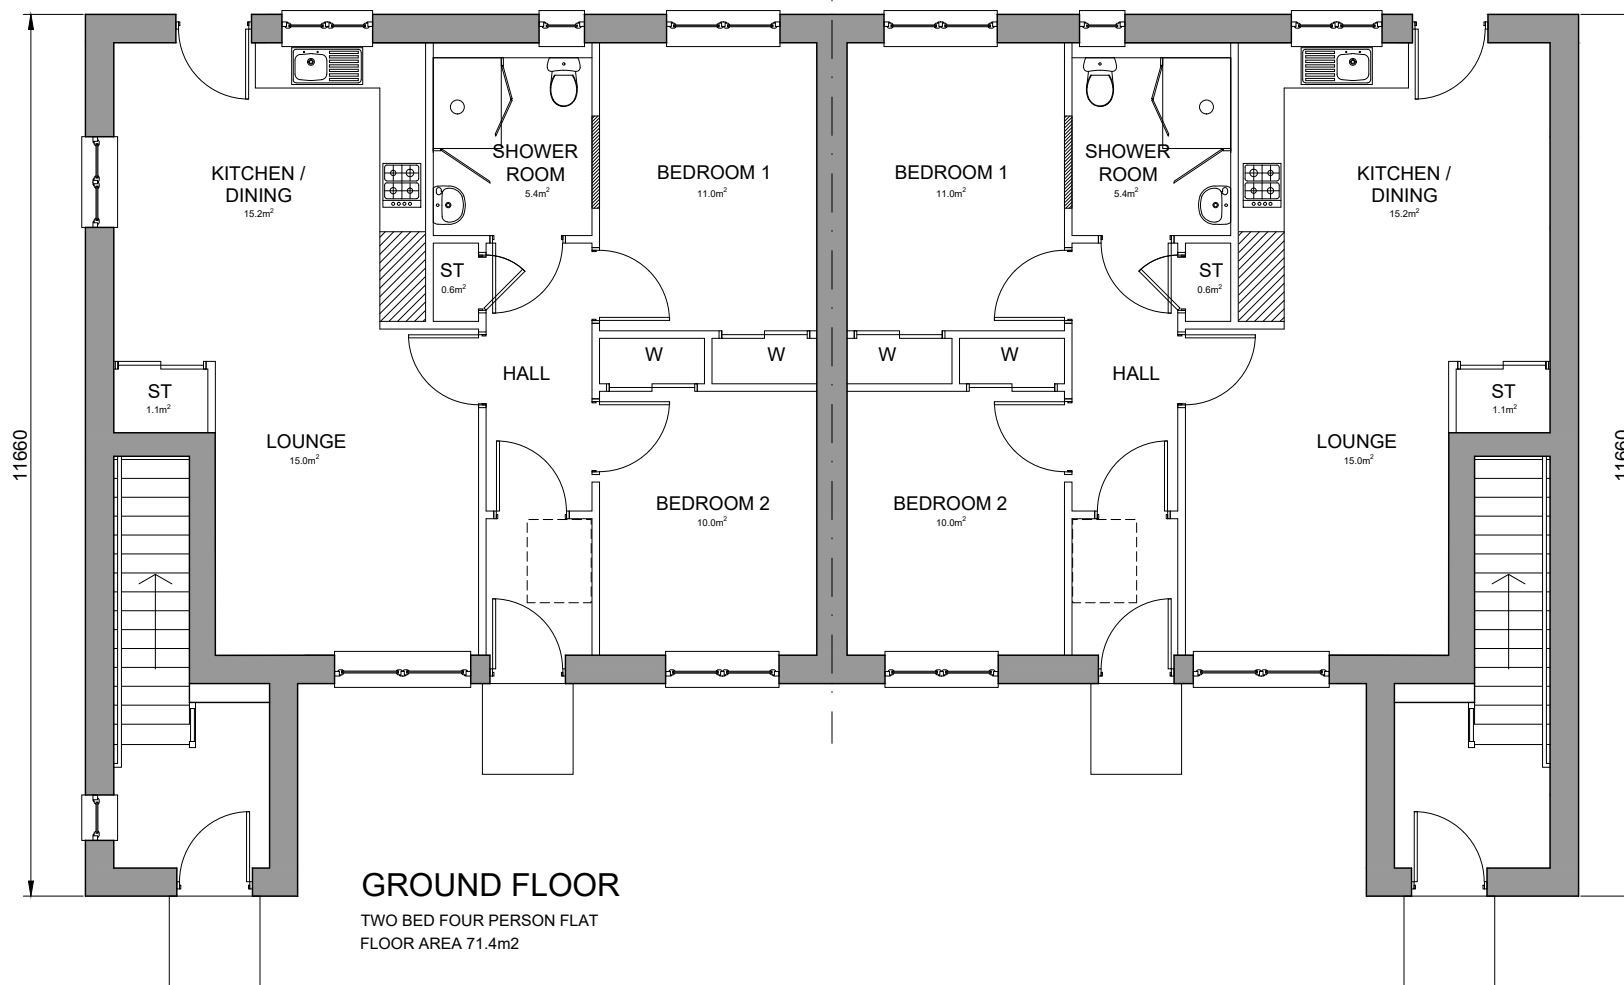 KITCHEN /
DINING
15.2m²
SHOWER
ROOM
5.4m²
BEDROOM 1
11.0m²
BEDROOM 1
11.0m²
SHOWER
ROOM
5.4m²
KITCHEN /
DINING
15.2m²
ST
0.6m²
ST
0.6m²
W
W
W
W
HALL
HALL
ST
1.1m²
ST
1.1m²
11660
LOUNGE
15.0m²
LOUNGE
15.0m²
11660
BEDROOM 2
10.0m²
BEDROOM 2
10.0m²
GROUND FLOOR
TWO BED FOUR PERSON FLAT
FLOOR AREA 71.4m2